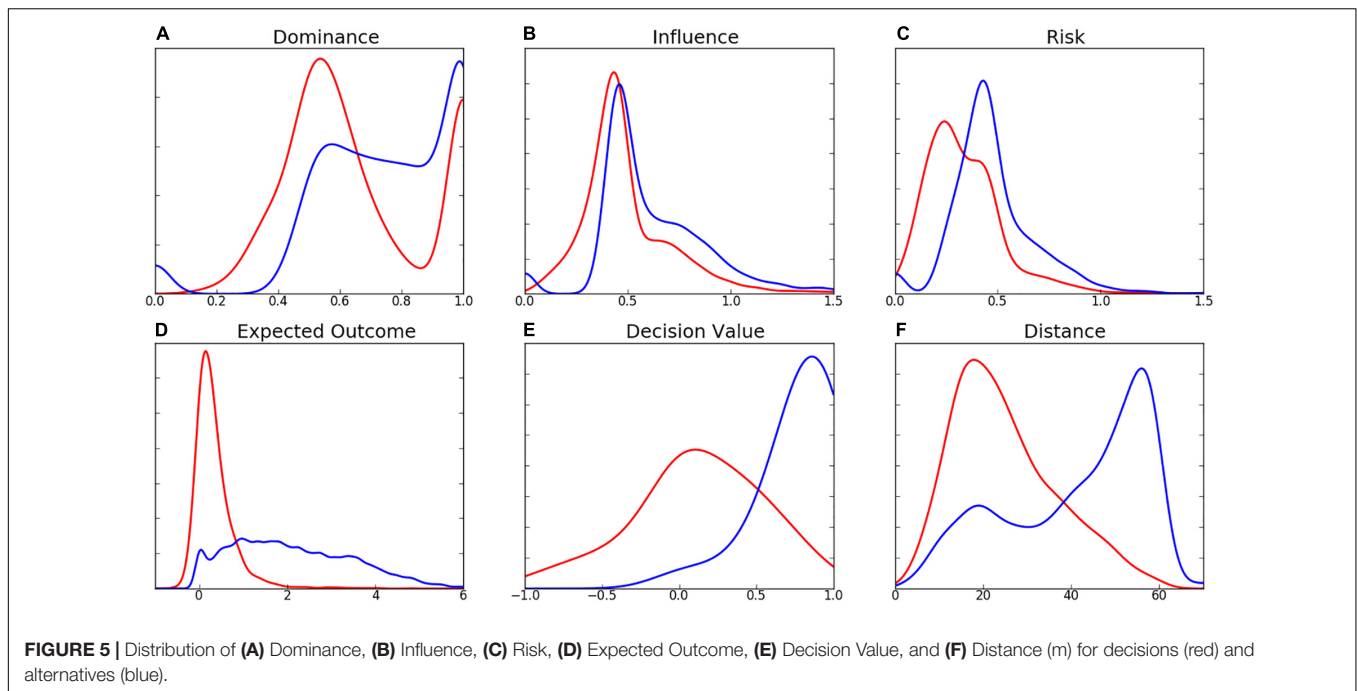 A Dominance
0.0 0.2 0.4 0.6 0.8 1.0
B Influence
0.0 0.5 1.0 1.5
C Risk
0.0 0.5 1.0 1.5
D Expected Outcome
0 2 4 6
E Decision Value
−1.0 −0.5 0.0 0.5 1.0
F Distance
0 20 40 60
FIGURE 5 | Distribution of (A) Dominance, (B) Influence, (C) Risk, (D) Expected Outcome, (E) Decision Value, and (F) Distance (m) for decisions (red) and
alternatives (blue).